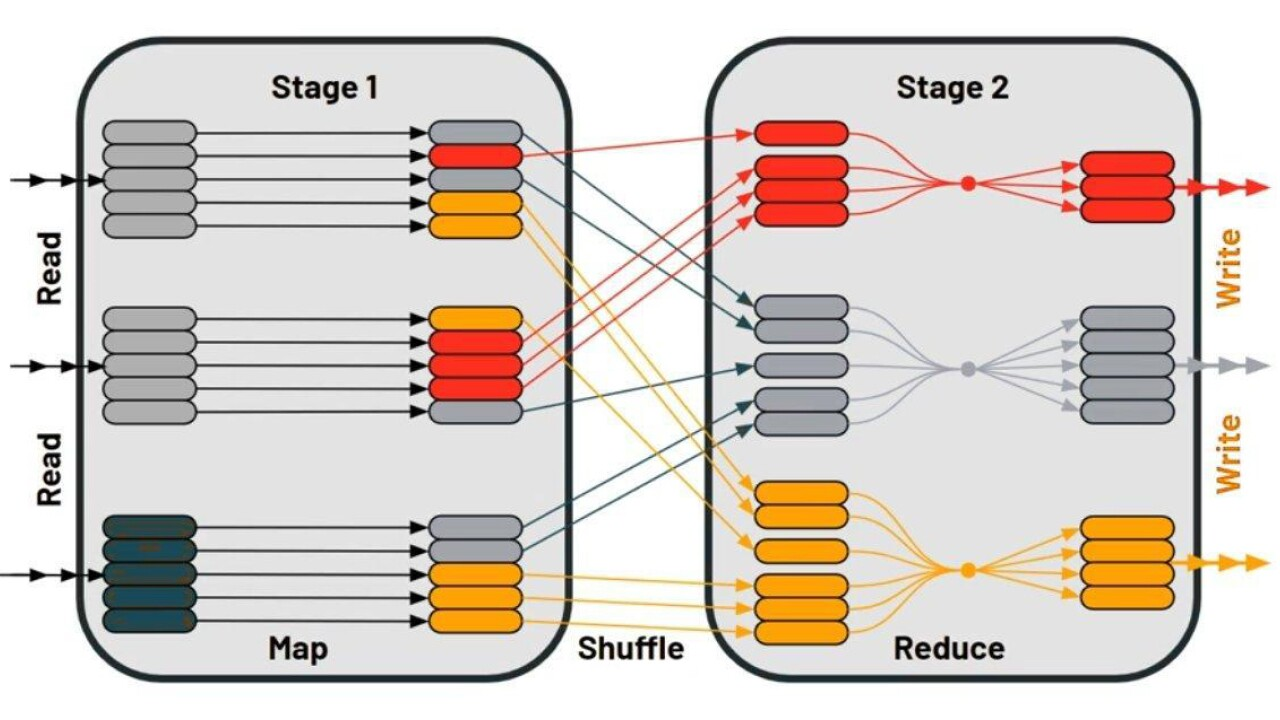 Stage 1
Stage 2
Read
Read
Write
Write
Map
Shuffle
Reduce